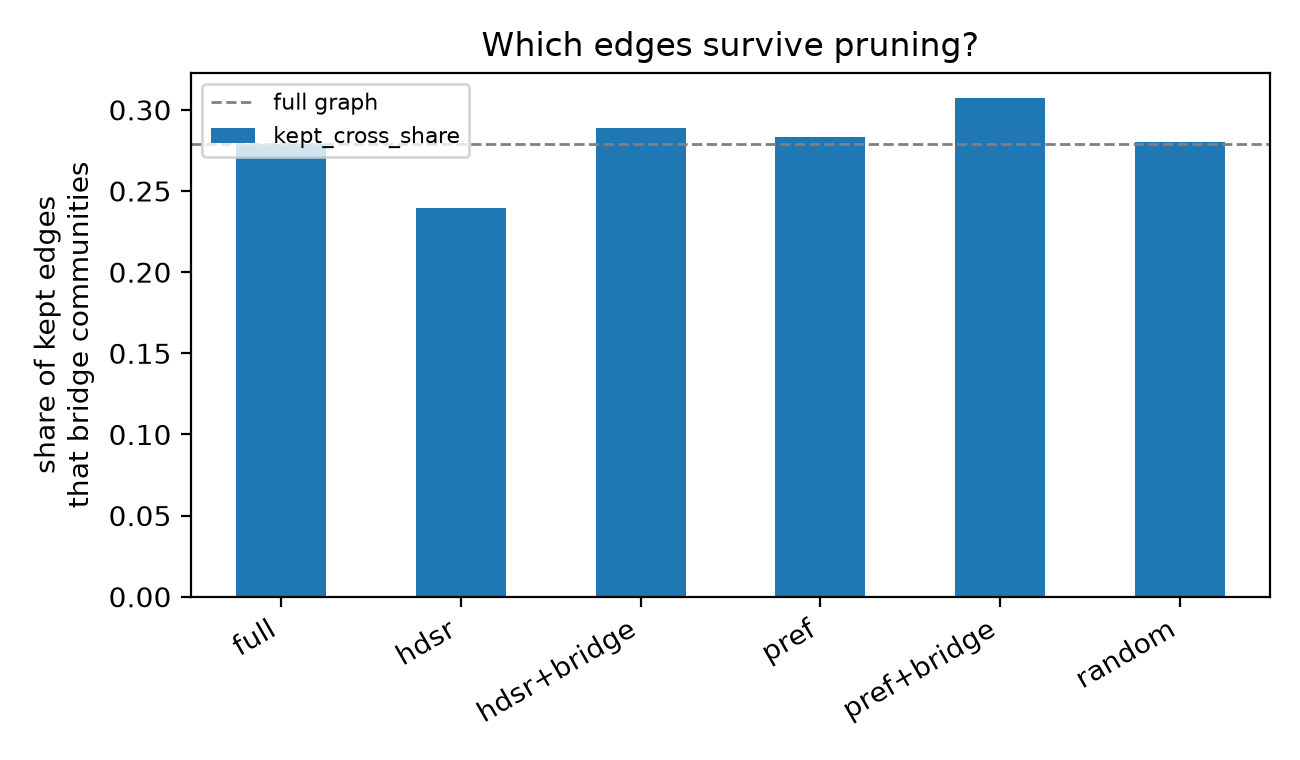 Which edges survive pruning?
full graph
kept_cross_share
share of kept edges
that bridge communities
0.30
0.25
0.20
0.15
0.10
0.05
0.00
full
hdsr
hdsr+bridge
pref
pref+bridge
random